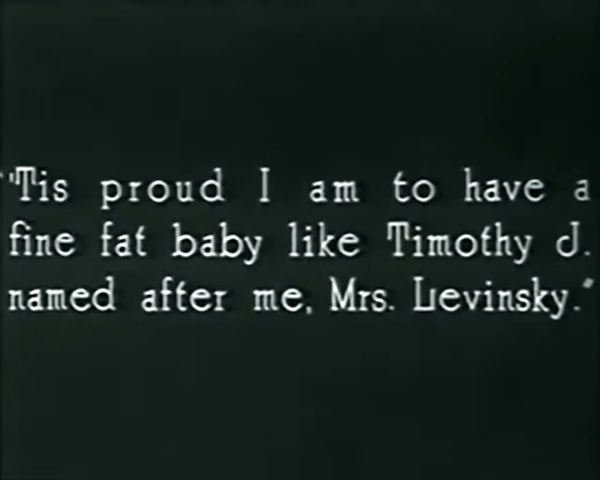 "'Tis proud I am to have a
fine fat baby like Timothy J.
named after me, Mrs. Levinsky."